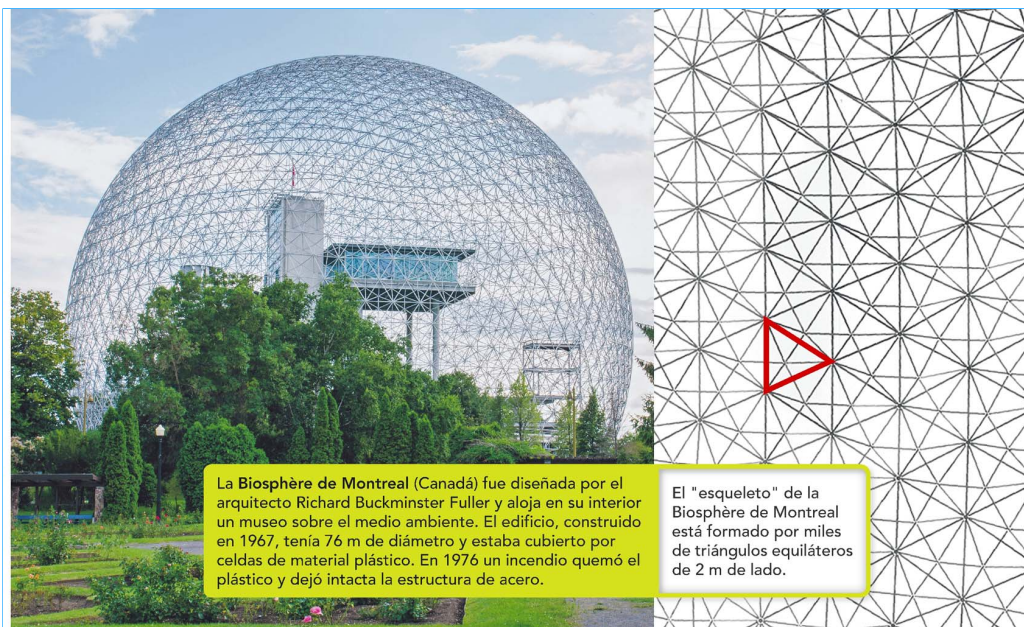 La Biosphère de Montreal (Canadá) fue diseñada por el
arquitecto Richard Buckminster Fuller y aloja en su interior
un museo sobre el medio ambiente. El edificio, construido
en 1967, tenía 76 m de diámetro y estaba cubierto por
celdas de material plástico. En 1976 un incendio quemó el
plástico y dejó intacta la estructura de acero.
El "esqueleto" de la
Biosphère de Montreal
está formado por miles
de triángulos equiláteros
de 2 m de lado.